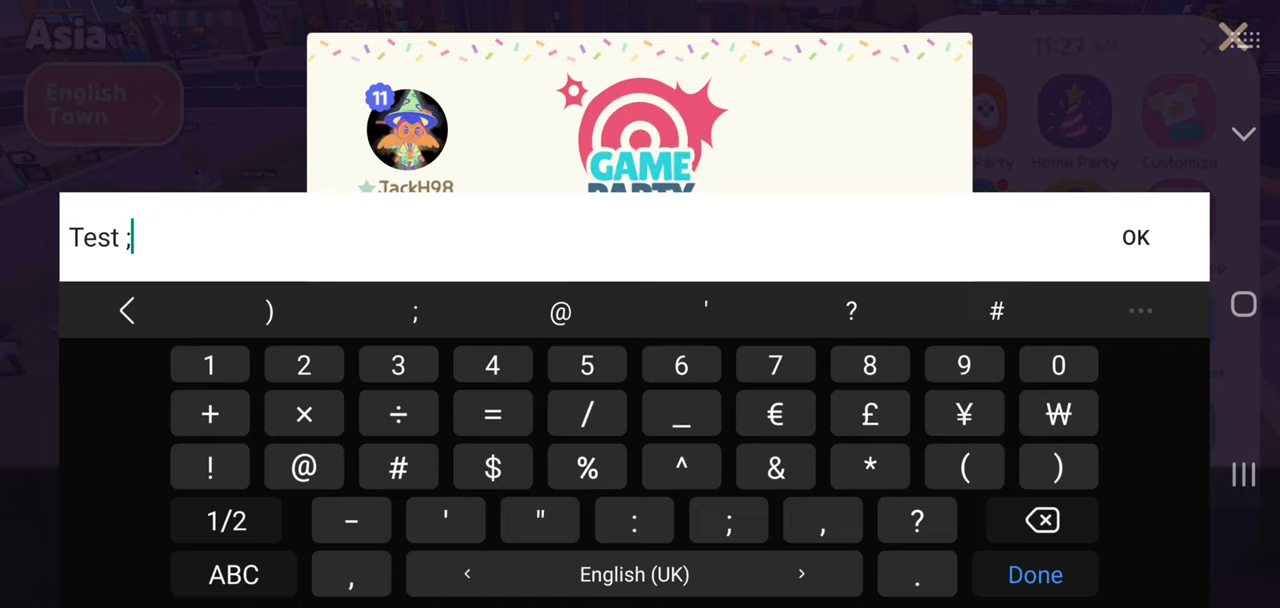 Asia
11:27 AM
English
Town
11
JackH98
GAME
PARTY
Party
Home Party
Customize
Test ;
OK
) ; @ ' ? # ...
1 2 3 4 5 6 7 8 9 0
+ × ÷ = / _ € £ ¥ ₩
! @ # $ % ^ & * ( )
1/2 - ' " : ; , ?
ABC , < English (UK) > . Done